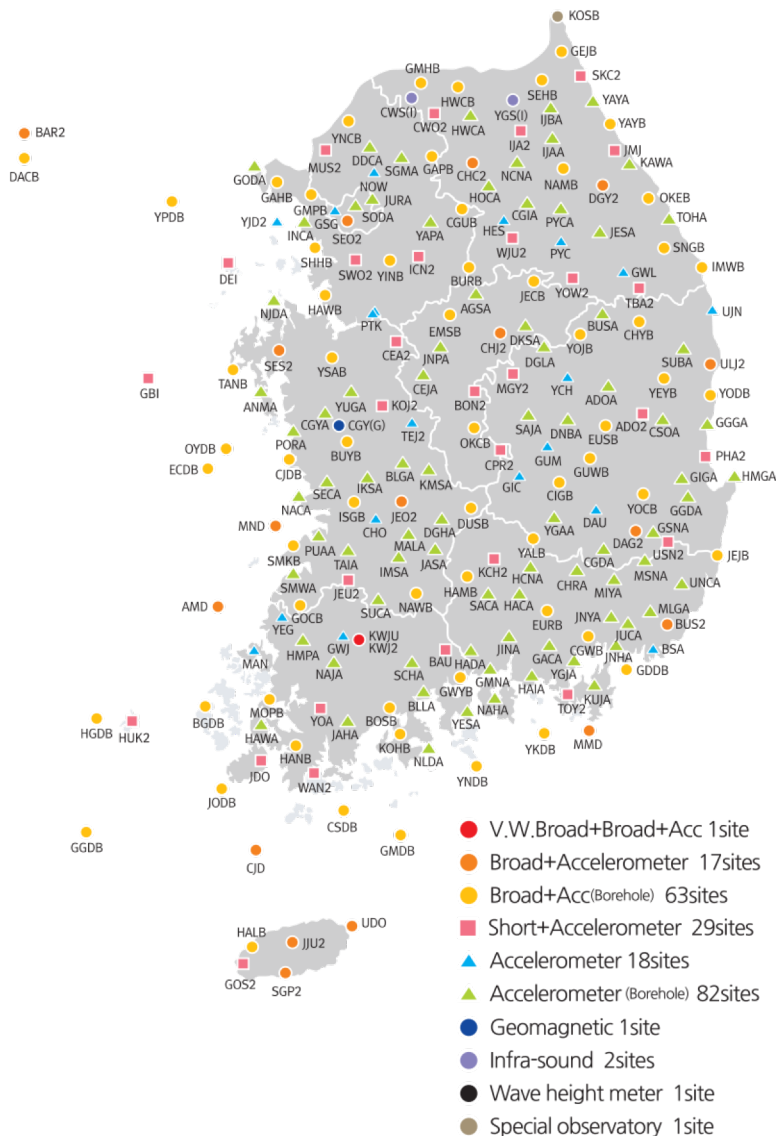 KOSB
GEJB
GMHB
SKC2
SEHB
HWCB
CWS(I)
YGS(I)
YAYA
CWO2
HWCA
IJBA
YAYB
YNCB
BAR2
IJA2
IJAA
JMJ
DDCA
MUS2
SGMA
GAPB
KAWA
DACB
NOW
CHC2
NCNA
NAMB
GODA
GAHB
JURA
HOCA
DGY2
OKEB
YPDB
GMPB
GSG
SODA
CGIA
PYCA
TOHA
YJD2
INCA
SEO2
YAPA
CGUB
HES
JESA
SHHB
WJU2
PYC
SNGB
DEI
SWO2
YINB
ICN2
BURB
GWL
IMWB
JECB
YOW2
TBA2
NJDA
HAWB
AGSA
PTK
EMSB
BUSA
UJN
CEA2
CHJ2
DKSA
YOJB
CHYB
JNPA
DGLA
SUBA
SES2
YSAB
ULJ2
TANB
CEJA
MGY2
YCH
YEYB
GBI
ANMA
YUGA
KOJ2
BON2
ADOA
YODB
CGYA
CGY(G)
TEJ2
SAJA
DNBA
ADO2
CSOA
GGGA
PORA
OKCB
EUSB
OYDB
BUYB
CPR2
GUM
PHA2
ECDB
CJDB
BLGA
GUWB
IKSA
KMSA
GIC
GIGA
HMGA
SECA
CIGB
NACA
ISGB
JEO2
DUSB
YOCB
GGDA
CHO
DGHA
YGAA
DAU
MND
GSNA
PUAA
MALA
DAG2
SMKB
TAIA
JASA
YALB
USN2
JEJB
IMSA
CGDA
KCH2
HCNA
MSNA
SMWA
JEU2
HAMB
CHRA
MIYA
UNCA
SUCA
NAWB
SACA
HACA
AMD
GOCB
JNYA
MLGA
YEG
EURB
JUCA
BUS2
KWJU
HMPA
GWJ
KWJ2
JINA
CGWB
MAN
BAU
HADA
GACA
JNHA
BSA
NAJA
SCHA
GMNA
YGJA
GDDB
GWYB
HAIA
KUJA
MOPB
BLLA
NAHA
TOY2
BGDB
YOA
BOSB
YESA
HGDB
HUK2
HAWA
JAHA
YKDB
MMD
HANB
KOHB
NLDA
JDO
YNDB
WAN2
JODB
CSDB
GGDB
GMDB
CJD
UDO
HALB
JJU2
GOS2
SGP2
V.W.Broad+Broad+Acc 1site
Broad+Accelerometer 17sites
Broad+Acc(Borehole) 63sites
Short+Accelerometer 29sites
Accelerometer 18sites
Accelerometer (Borehole) 82sites
Geomagnetic 1site
Infra-sound 2sites
Wave height meter 1site
Special observatory 1site